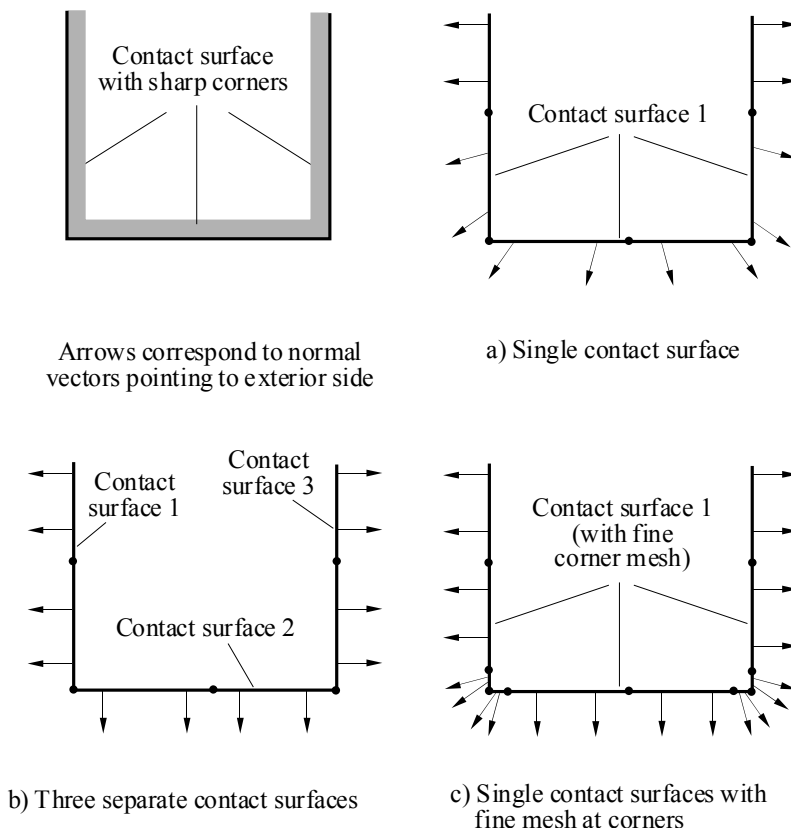 Contact surface
with sharp corners
Contact surface 1
Arrows correspond to normal
vectors pointing to exterior side
a) Single contact surface
Contact
surface 1
Contact
surface 3
Contact surface 2
Contact surface 1
(with fine
corner mesh)
b) Three separate contact surfaces
c) Single contact surfaces with
fine mesh at corners